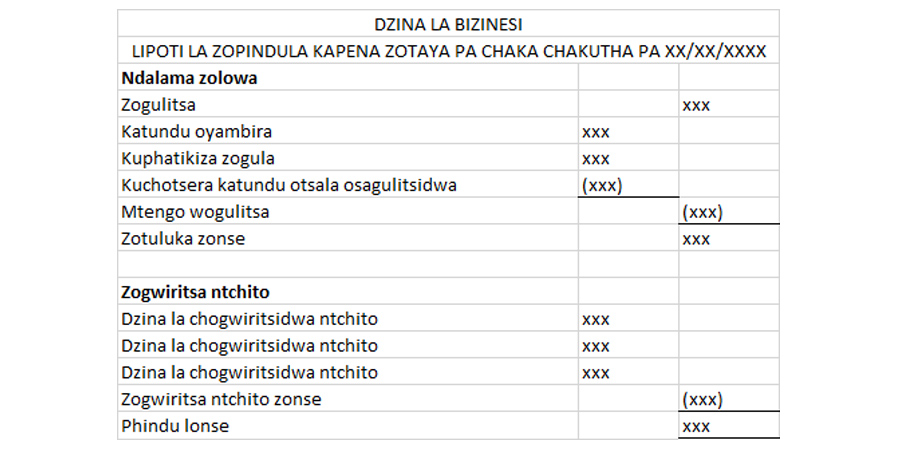 DZINA LA BIZINESI
LIPOTI LA ZOPINDULA KAPENA ZOTAYA PA CHAKA CHAKUTHA PA XX/XX/XXXX
Ndalama zolowa
Zogulitsa xxx
Katundu oyambira xxx
Kuphatikiza zogula xxx
Kuchotsera katundu otsala osagulitsidwa (xxx)
Mtengo wogulitsa (xxx)
Zotuluka zonse xxx
Zogwiritsa ntchito
Dzina la chogwiritsidwa ntchito xxx
Dzina la chogwiritsidwa ntchito xxx
Dzina la chogwiritsidwa ntchito xxx
Zogwiritsa ntchito zonse (xxx)
Phindu lonse xxx